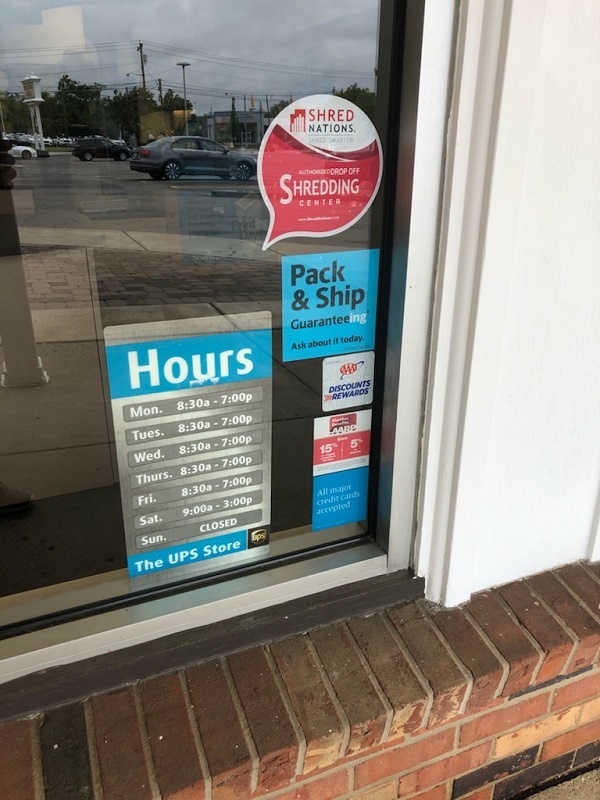 SHRED
NATIONS.
SHRED SMARTER
AUTHORIZED DROP OFF
SHREDDING
CENTER
www.ShredNations.com
Pack
& Ship
Guaranteeing
Ask about it today.
AAA
DISCOUNTS
REWARDS
Hours
Mon. 8:30a - 7:00p
Tues. 8:30a - 7:00p
Wed. 8:30a - 7:00p
Thurs. 8:30a - 7:00p
Fri. 8:30a - 7:00p
Sat. 9:00a - 3:00p
Sun. CLOSED
The UPS Store
ups
Member
Benefits
AARP
Save
15% 5%
All major
credit cards
accepted